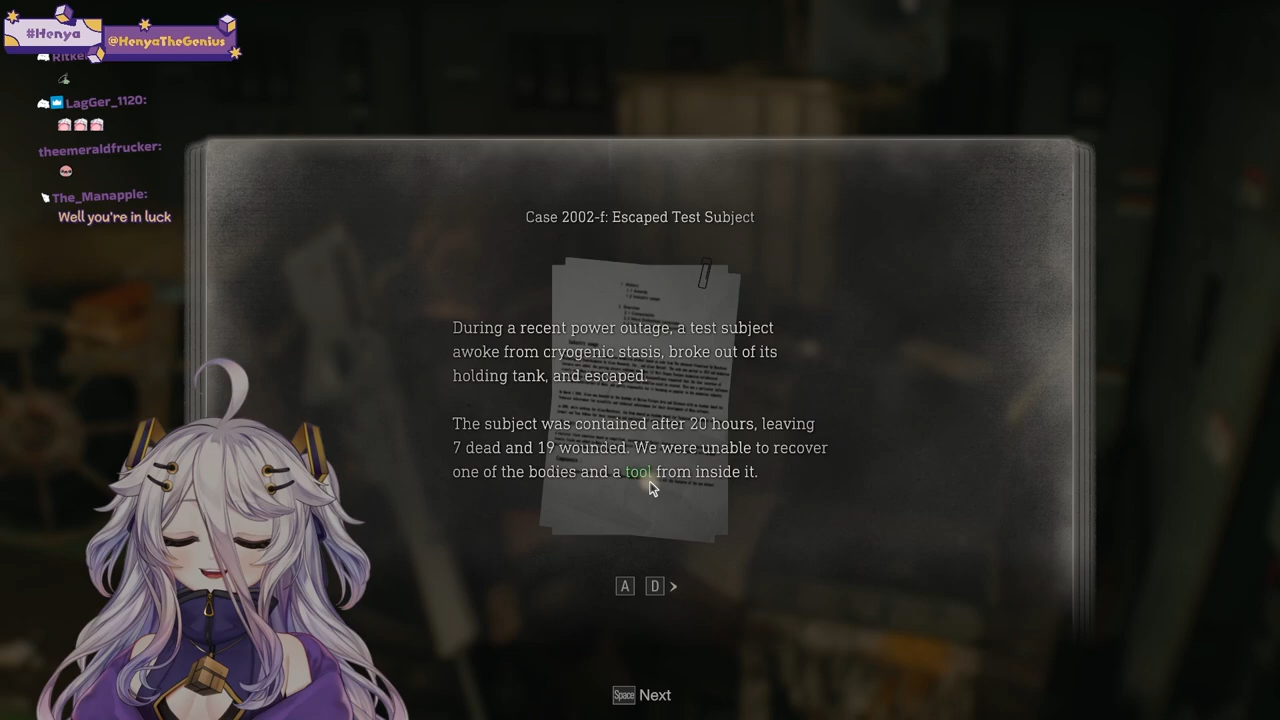 #Henya
@HenyaTheGenius
LagGer_1120:
theemeraldfrucker:
The_Manapple:
Well you're in luck
Case 2002-f: Escaped Test Subject
During a recent power outage, a test subject
awoke from cryogenic stasis, broke out of its
holding tank, and escaped.
The subject was contained after 20 hours, leaving
7 dead and 19 wounded. We were unable to recover
one of the bodies and a tool from inside it.
A D >
Space Next